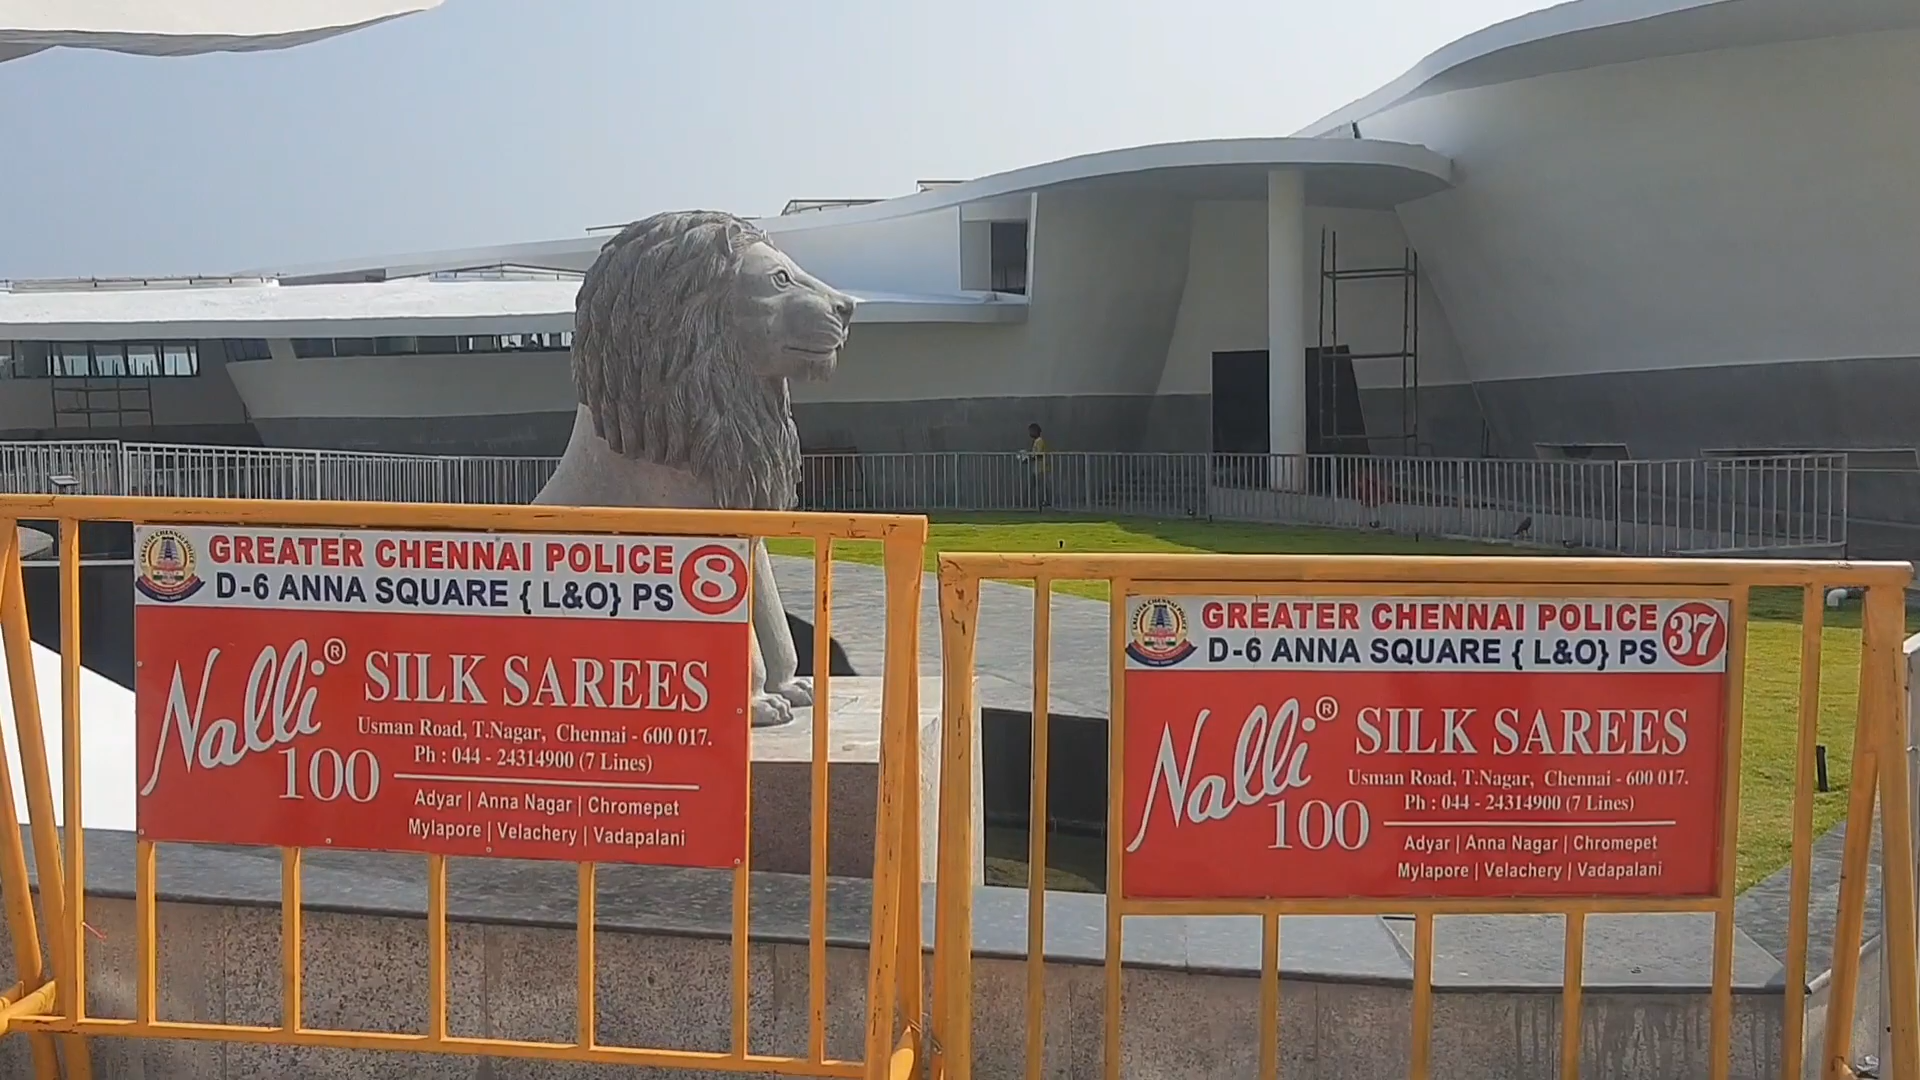 GREATER CHENNAI POLICE 8
D-6 ANNA SQUARE { L&O} PS
Nalli® 100
SILK SAREES
Usman Road, T.Nagar, Chennai - 600 017.
Ph : 044 - 24314900 (7 Lines)
Adyar | Anna Nagar | Chromepet
Mylapore | Velachery | Vadapalani
GREATER CHENNAI POLICE 37
D-6 ANNA SQUARE { L&O} PS
Nalli® 100
SILK SAREES
Usman Road, T.Nagar, Chennai - 600 017.
Ph : 044 - 24314900 (7 Lines)
Adyar | Anna Nagar | Chromepet
Mylapore | Velachery | Vadapalani